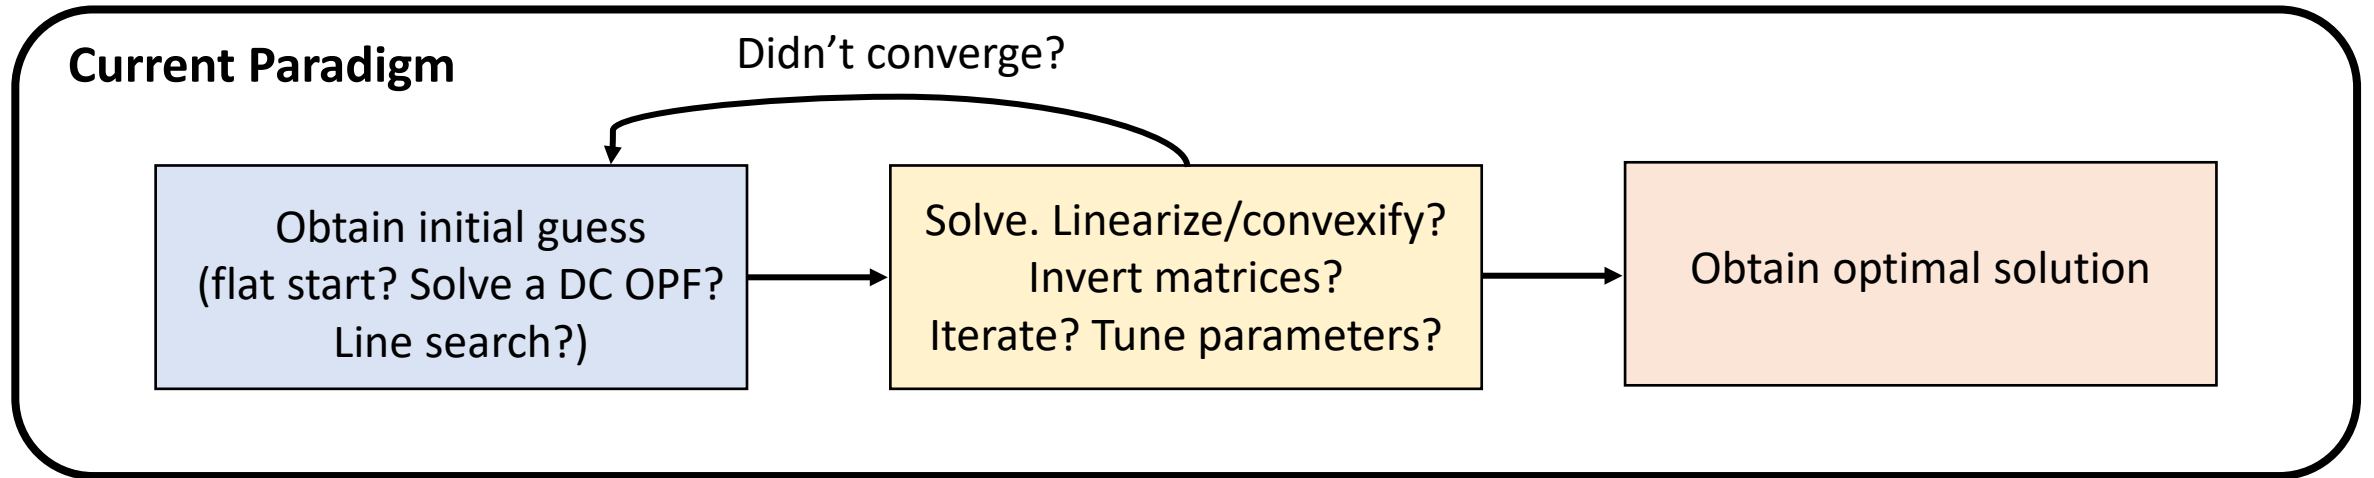 Current Paradigm
Didn’t converge?
Obtain initial guess
(flat start? Solve a DC OPF?
Line search?)
Solve. Linearize/convexify?
Invert matrices?
Iterate? Tune parameters?
Obtain optimal solution